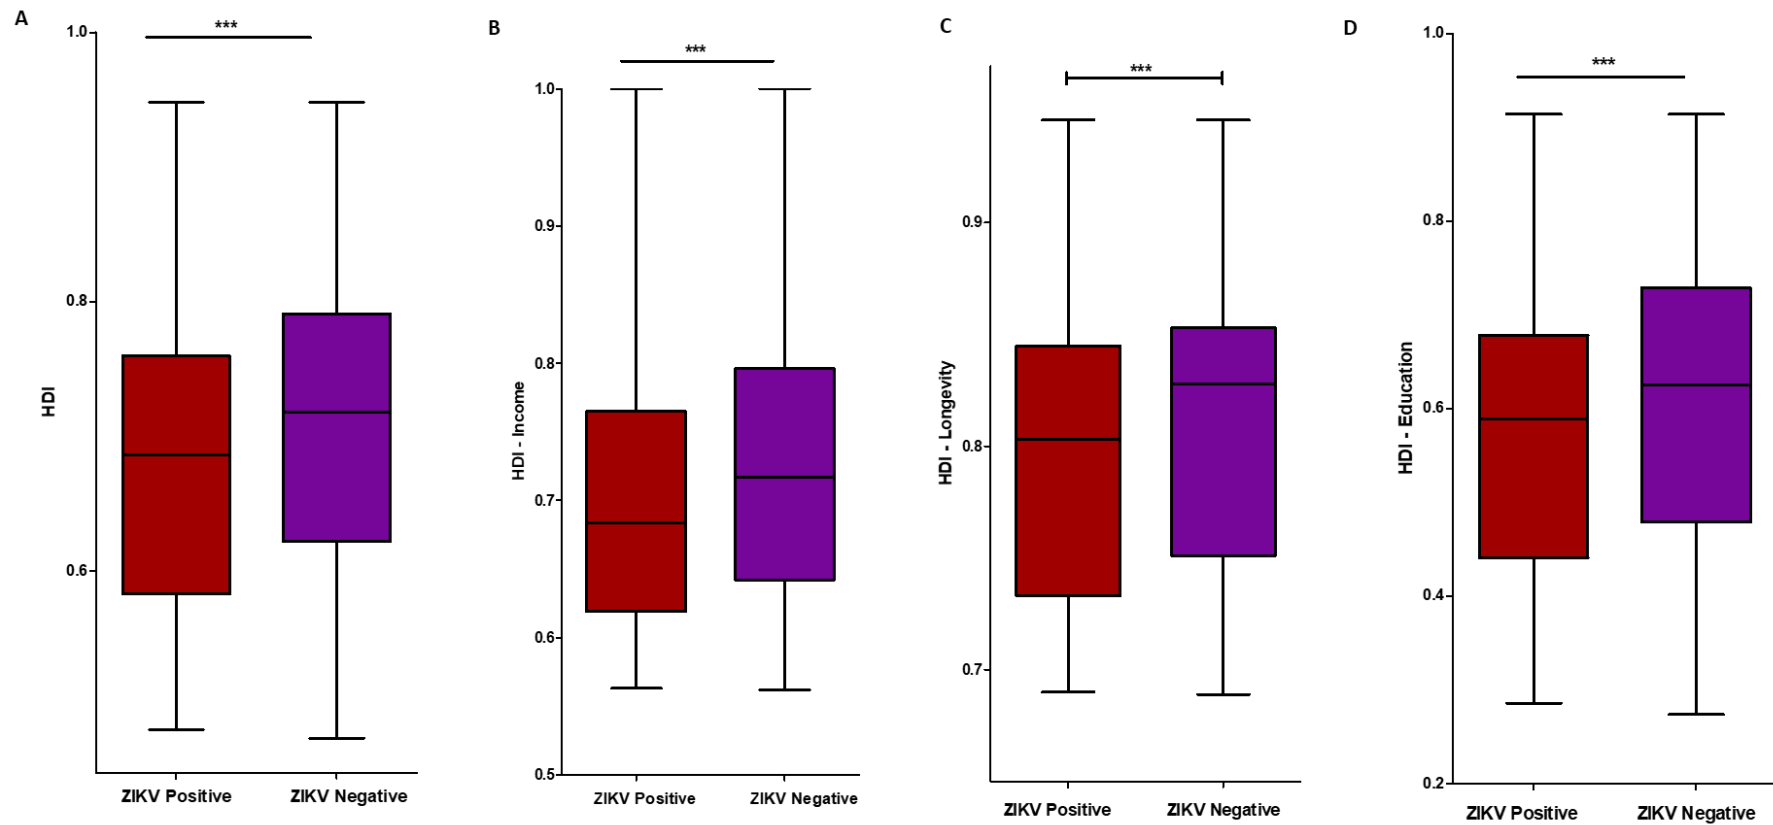 A
***
1.0
0.8
0.6
HDI
ZIKV Positive
ZIKV Negative
B
***
1.0
0.9
0.8
0.7
0.6
0.5
HDI - Income
ZIKV Positive
ZIKV Negative
C
***
0.9
0.8
0.7
HDI - Longevity
ZIKV Positive
ZIKV Negative
D
***
1.0
0.8
0.6
0.4
0.2
HDI - Education
ZIKV Positive
ZIKV Negative